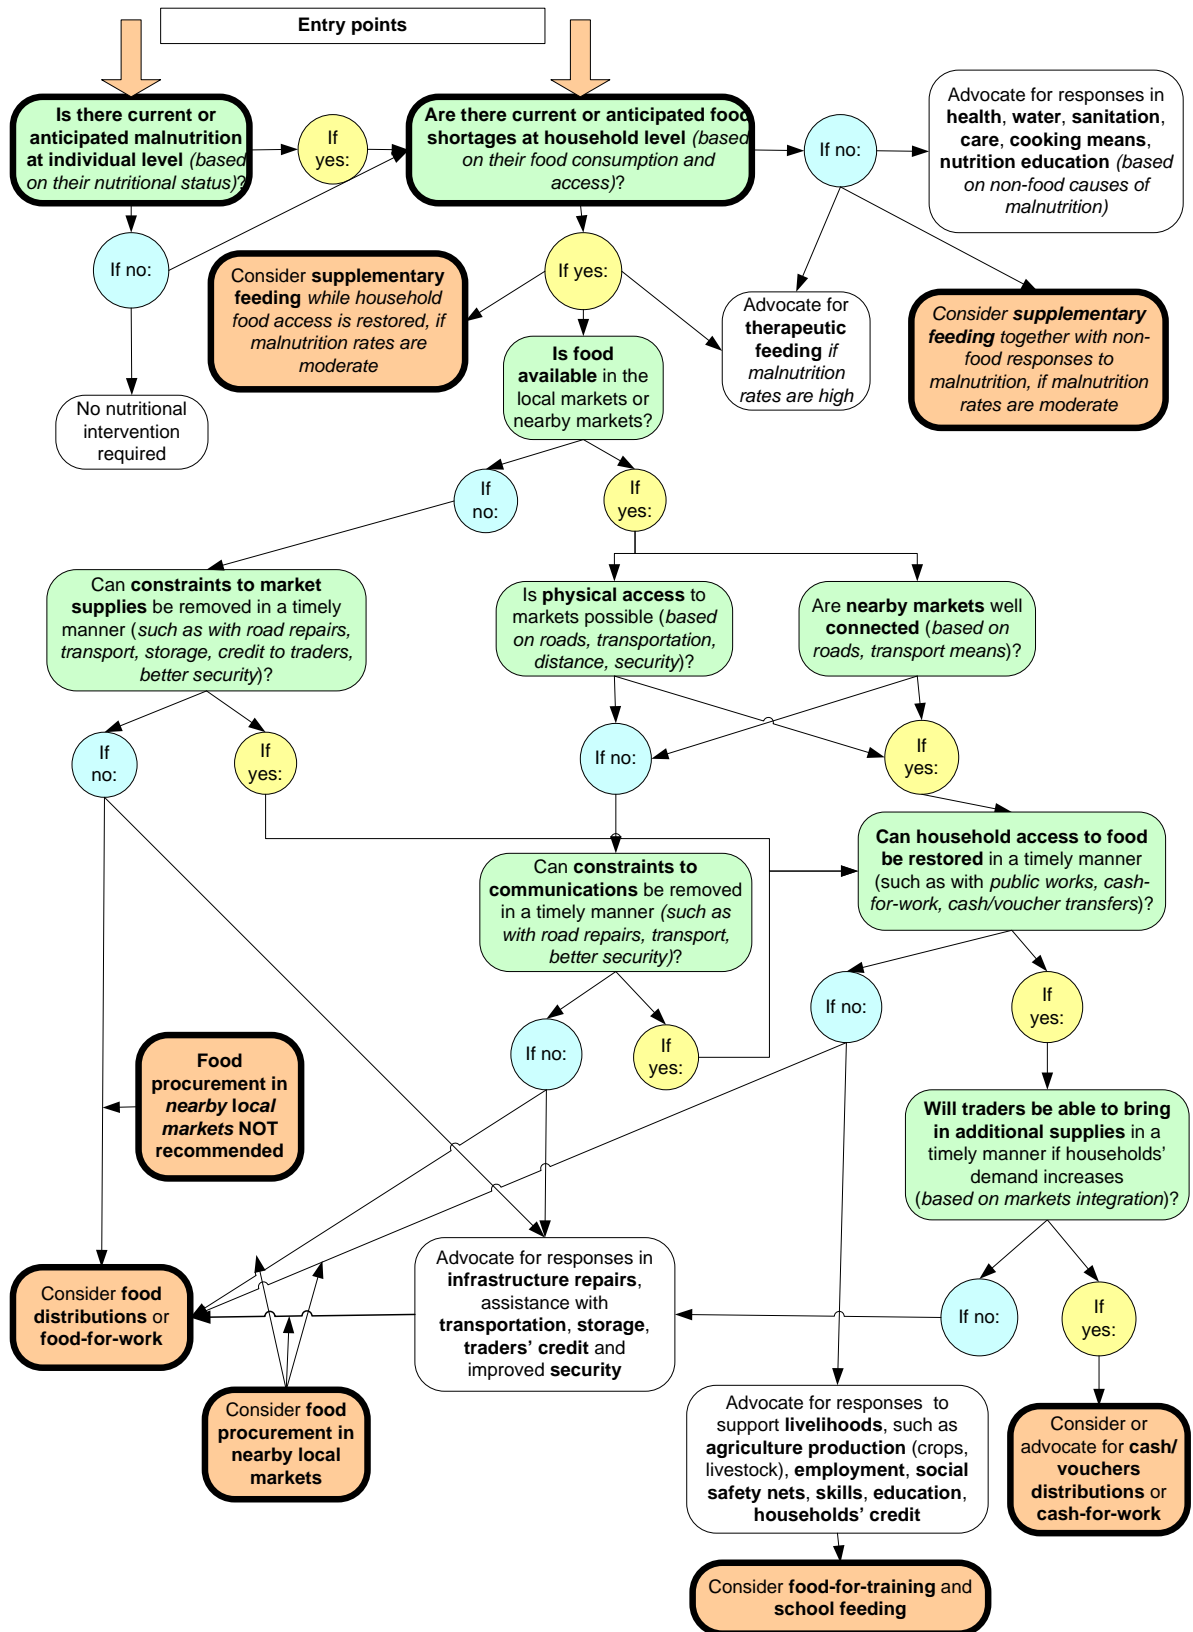 Entry points
Is there current or
anticipated malnutrition
at individual level (based
on their nutritional status)?
If
yes:
Are there current or anticipated food
shortages at household level (based
on their food consumption and
access)?
If no:
Advocate for responses in
health, water, sanitation,
care, cooking means,
nutrition education (based
on non-food causes of
malnutrition)
If no:
Consider supplementary
feeding while household
food access is restored, if
malnutrition rates are
moderate
If yes:
Advocate for
therapeutic
feeding if
malnutrition
rates are high
Consider supplementary
feeding together with non-
food responses to
malnutrition, if malnutrition
rates are moderate
No nutritional
intervention
required
Is food
available in the
local markets or
nearby markets?
If
no:
If
yes:
Can constraints to market
supplies be removed in a timely
manner (such as with road repairs,
transport, storage, credit to traders,
better security)?
Is physical access to
markets possible (based
on roads, transportation,
distance, security)?
Are nearby markets well
connected (based on
roads, transport means)?
If
no:
If
yes:
If no:
If
yes:
Can constraints to
communications be removed
in a timely manner (such as
with road repairs, transport,
better security)?
Can household access to food
be restored in a timely manner
(such as with public works, cash-
for-work, cash/voucher transfers)?
If no:
If
yes:
If no:
If
yes:
Food
procurement in
nearby local
markets NOT
recommended
Will traders be able to bring
in additional supplies in a
timely manner if households'
demand increases
(based on markets integration)?
Consider food
distributions or
food-for-work
Advocate for responses in
infrastructure repairs,
assistance with
transportation, storage,
traders' credit and
improved security
If no:
If
yes:
Consider food
procurement in
nearby local
markets
Advocate for responses to
support livelihoods, such as
agriculture production (crops,
livestock), employment, social
safety nets, skills, education,
households' credit
Consider or
advocate for cash/
vouchers
distributions or
cash-for-work
Consider food-for-training and
school feeding